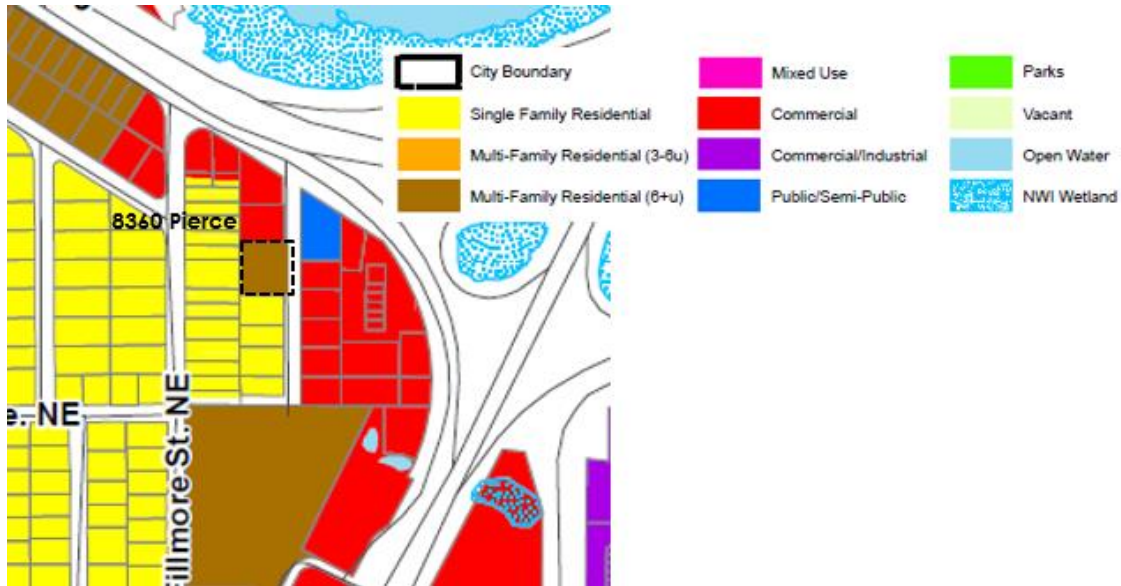 City Boundary
Single Family Residential
Multi-Family Residential (3-6u)
Multi-Family Residential (6+u)
Mixed Use
Commercial
Commercial/Industrial
Public/Semi-Public
Parks
Vacant
Open Water
NWI Wetland
8360 Pierce
e. NE
Fillmore St. NE